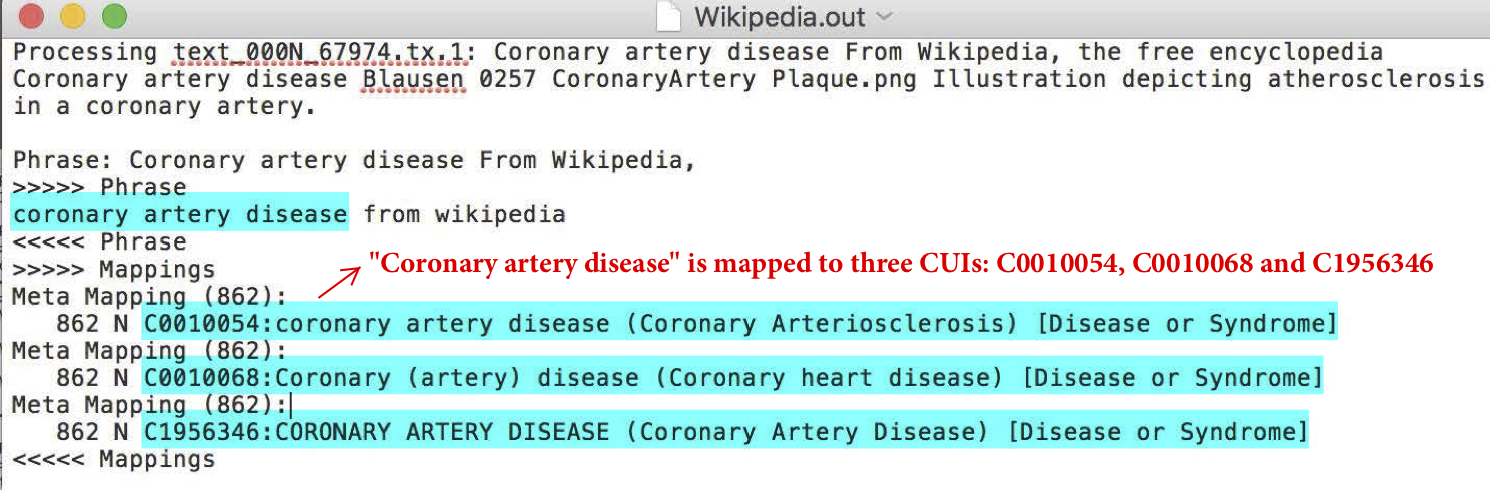 Wikipedia.out
Processing text_000N_67974.tx.1: Coronary artery disease From Wikipedia, the free encyclopedia
Coronary artery disease Blausen 0257 CoronaryArtery Plaque.png Illustration depicting atherosclerosis
in a coronary artery.
Phrase: Coronary artery disease From Wikipedia,
>>>>> Phrase
coronary artery disease from wikipedia
<<<<< Phrase
"Coronary artery disease" is mapped to three CUIs: C0010054, C0010068 and C1956346
>>>>> Mappings
Meta Mapping (862):
862 N C0010054:coronary artery disease (Coronary Arteriosclerosis) [Disease or Syndrome]
Meta Mapping (862):
862 N C0010068:Coronary (artery) disease (Coronary heart disease) [Disease or Syndrome]
Meta Mapping (862):
862 N C1956346:CORONARY ARTERY DISEASE (Coronary Artery Disease) [Disease or Syndrome]
<<<<< Mappings